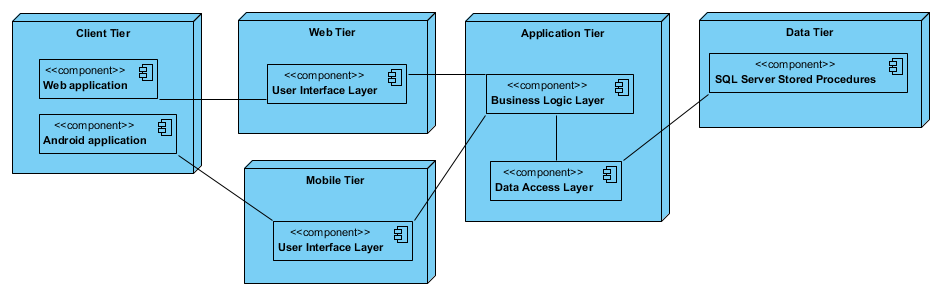 Client Tier
<<component>>
Web application
<<component>>
Android application
Web Tier
<<component>>
User Interface Layer
Mobile Tier
<<component>>
User Interface Layer
Application Tier
<<component>>
Business Logic Layer
<<component>>
Data Access Layer
Data Tier
<<component>>
SQL Server Stored Procedures